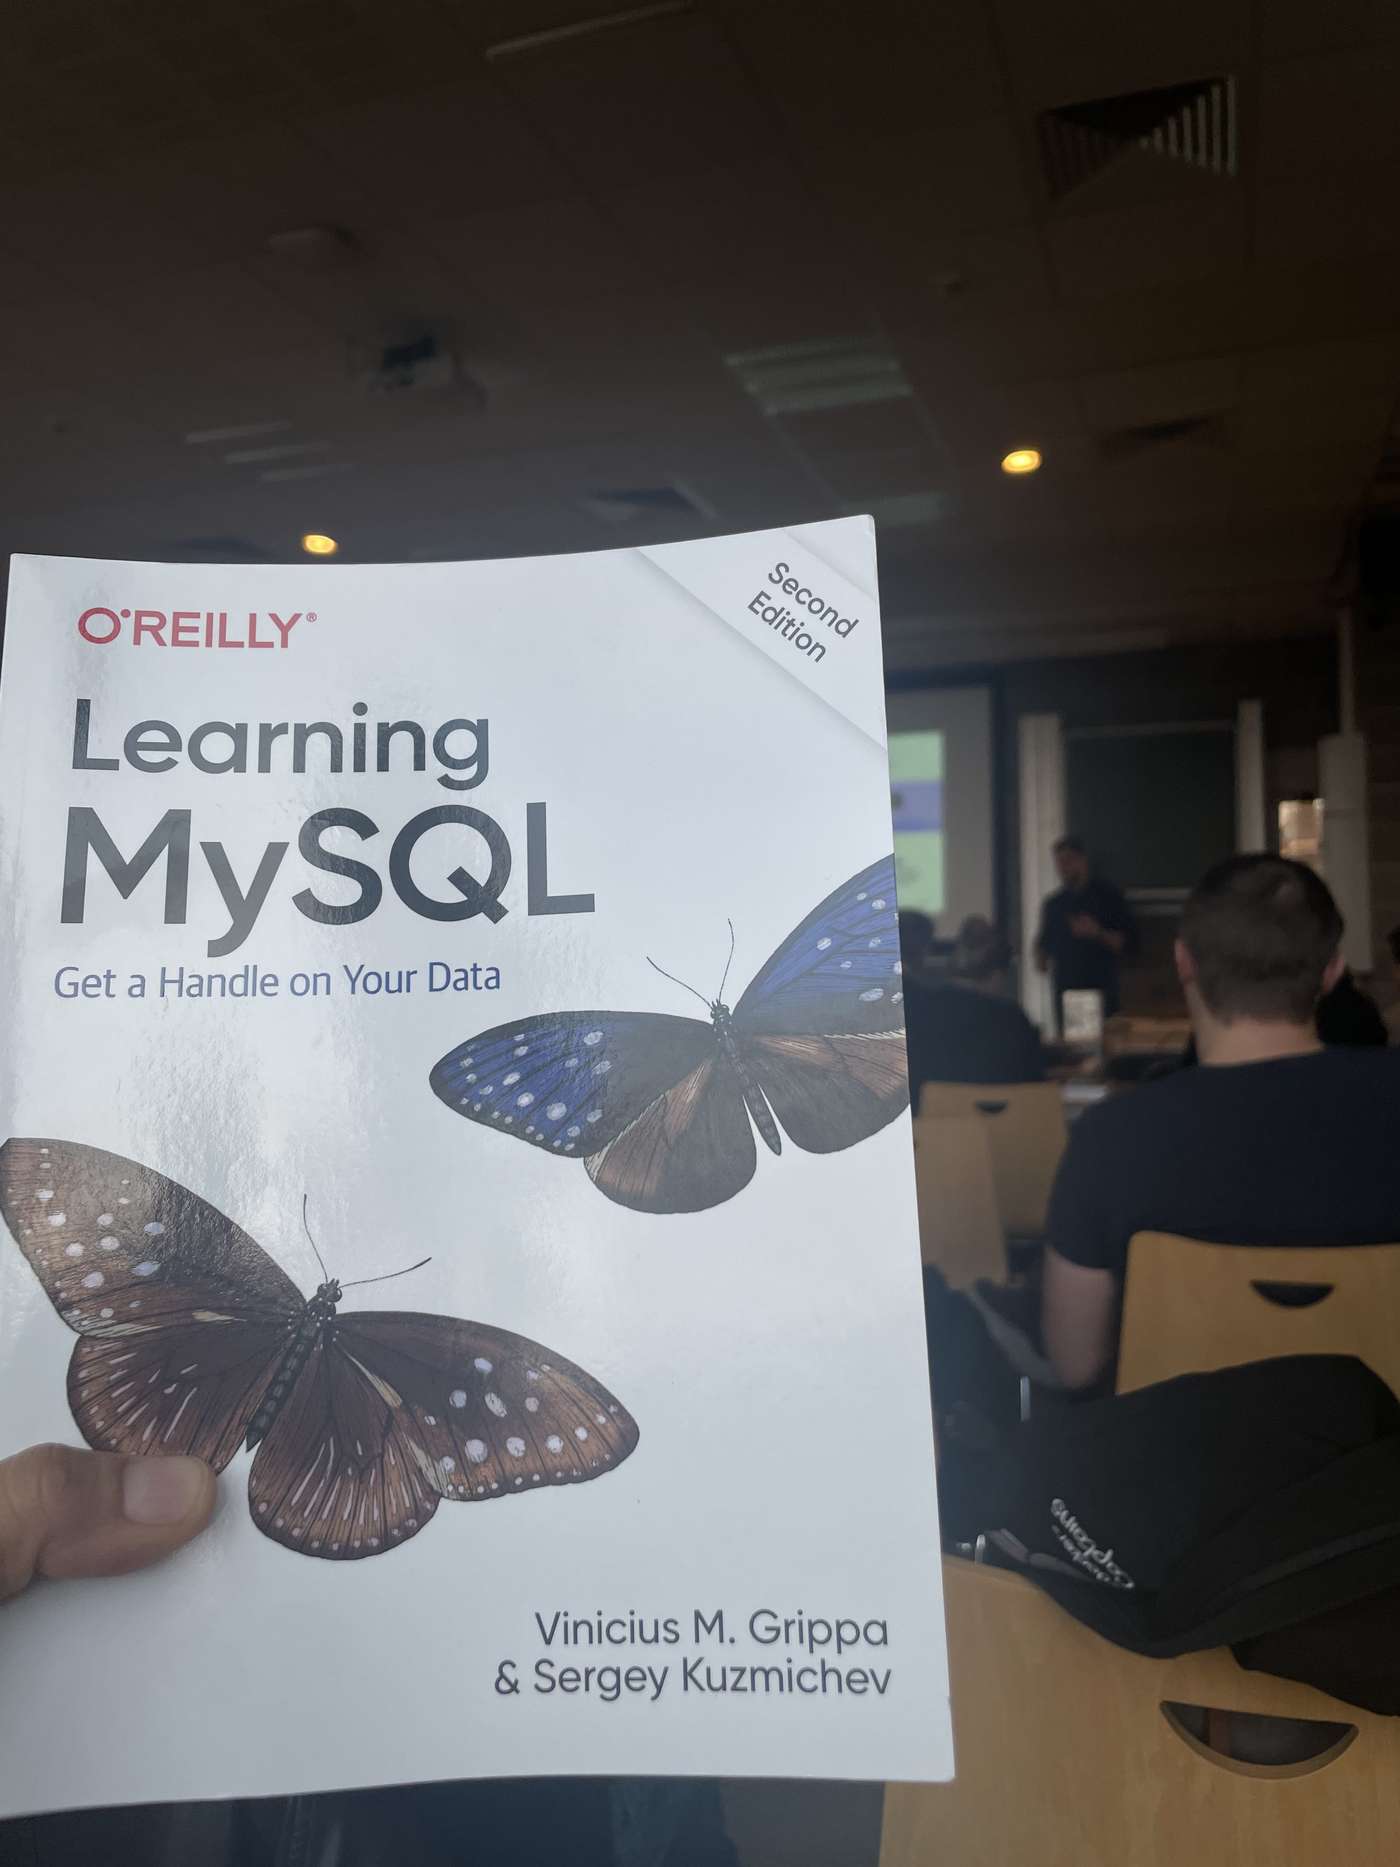 O'REILLY®
Second
Edition
Learning
MySQL
Get a Handle on Your Data
Vinicius M. Grippa
& Sergey Kuzmichev